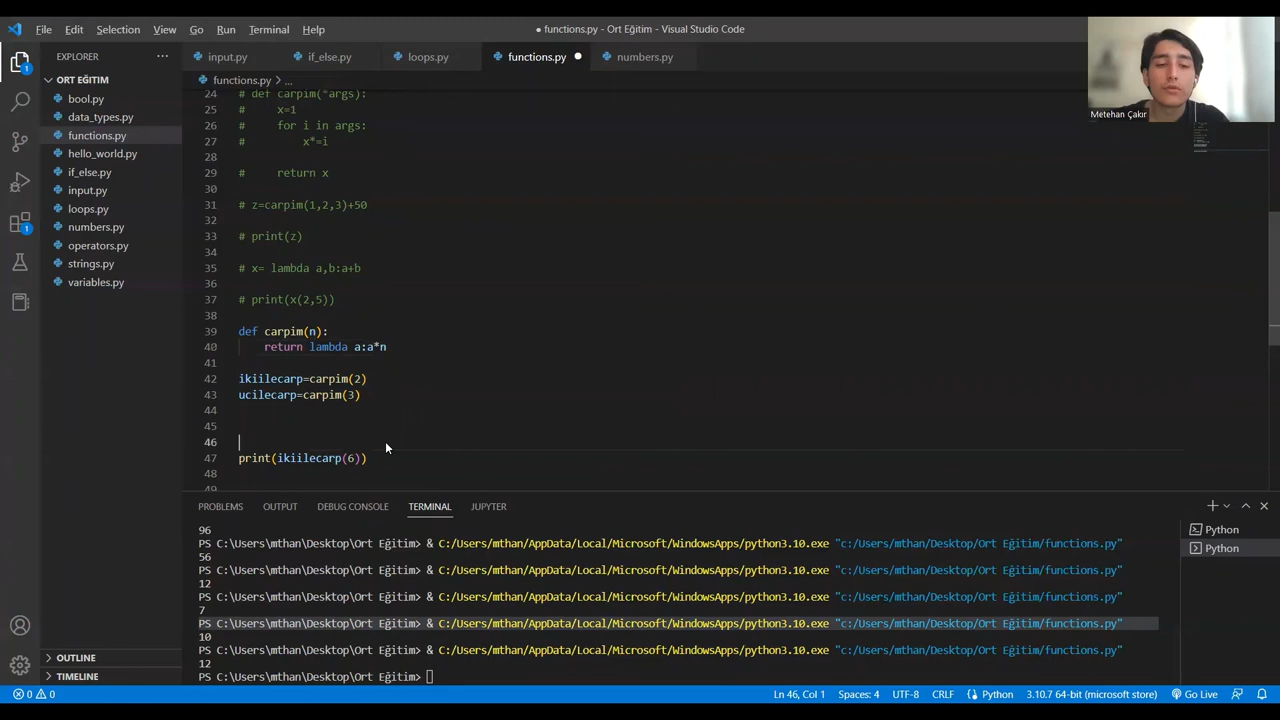 File Edit Selection View Go Run Terminal Help
● functions.py - Ort Eğitim - Visual Studio Code
EXPLORER ...
input.py if_else.py loops.py functions.py ● numbers.py
ORT EĞİTİM
functions.py > ...
bool.py
data_types.py
functions.py
hello_world.py
if_else.py
input.py
loops.py
numbers.py
operators.py
strings.py
variables.py
1
1
24 # def carpim(*args):
25 # x=1
26 # for i in args:
27 # x*=i
28
29 # return x
30
31 # z=carpim(1,2,3)+50
32
33 # print(z)
34
35 # x= lambda a,b:a+b
36
37 # print(x(2,5))
38
39 def carpim(n):
40 return lambda a:a*n
41
42 ikiilecarp=carpim(2)
43 ucilecarp=carpim(3)
44
45
46
47 print(ikiilecarp(6))
48
49
Metehan Çakır
PROBLEMS OUTPUT DEBUG CONSOLE TERMINAL JUPYTER
96
PS C:\Users\mthan\Desktop\Ort Eğitim> & C:/Users/mthan/AppData/Local/Microsoft/WindowsApps/python3.10.exe "c:/Users/mthan/Desktop/Ort Eğitim/functions.py"
56
PS C:\Users\mthan\Desktop\Ort Eğitim> & C:/Users/mthan/AppData/Local/Microsoft/WindowsApps/python3.10.exe "c:/Users/mthan/Desktop/Ort Eğitim/functions.py"
12
PS C:\Users\mthan\Desktop\Ort Eğitim> & C:/Users/mthan/AppData/Local/Microsoft/WindowsApps/python3.10.exe "c:/Users/mthan/Desktop/Ort Eğitim/functions.py"
7
PS C:\Users\mthan\Desktop\Ort Eğitim> & C:/Users/mthan/AppData/Local/Microsoft/WindowsApps/python3.10.exe "c:/Users/mthan/Desktop/Ort Eğitim/functions.py"
10
PS C:\Users\mthan\Desktop\Ort Eğitim> & C:/Users/mthan/AppData/Local/Microsoft/WindowsApps/python3.10.exe "c:/Users/mthan/Desktop/Ort Eğitim/functions.py"
12
PS C:\Users\mthan\Desktop\Ort Eğitim>
Python
Python
OUTLINE
TIMELINE
0 0
Ln 46, Col 1 Spaces: 4 UTF-8 CRLF Python 3.10.7 64-bit (microsoft store) Go Live